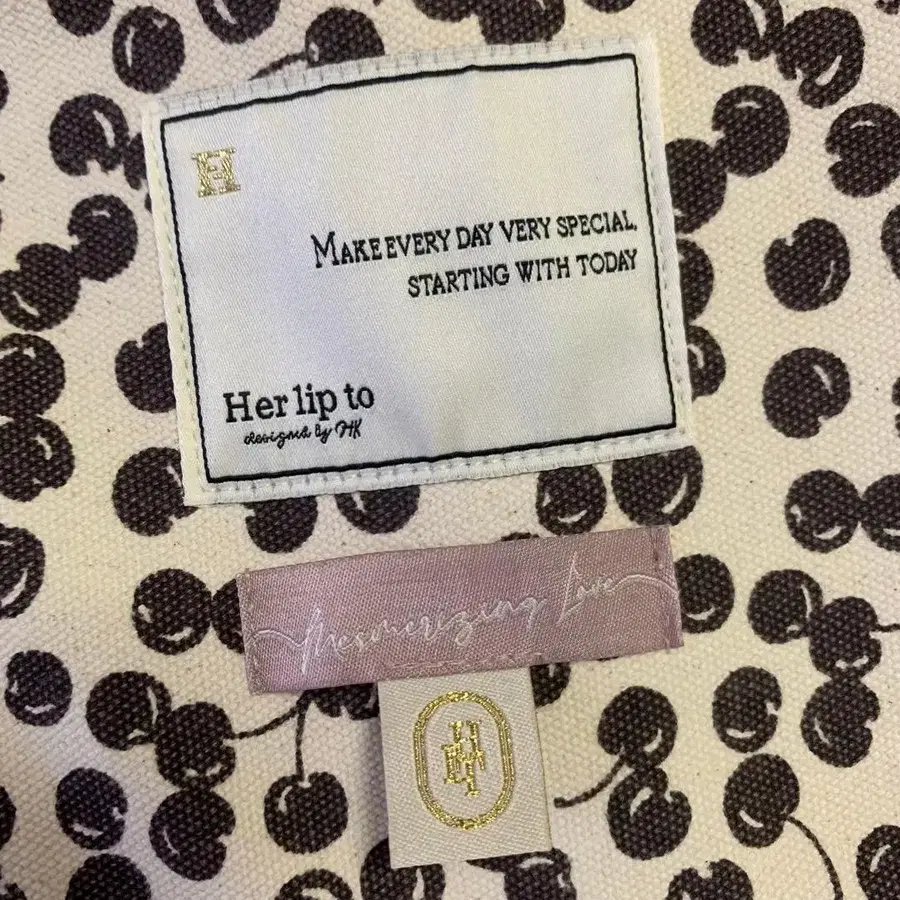 H
MAKE EVERY DAY VERY SPECIAL,
STARTING WITH TODAY
Her lip to
designed by HK
Mesmerizing Love